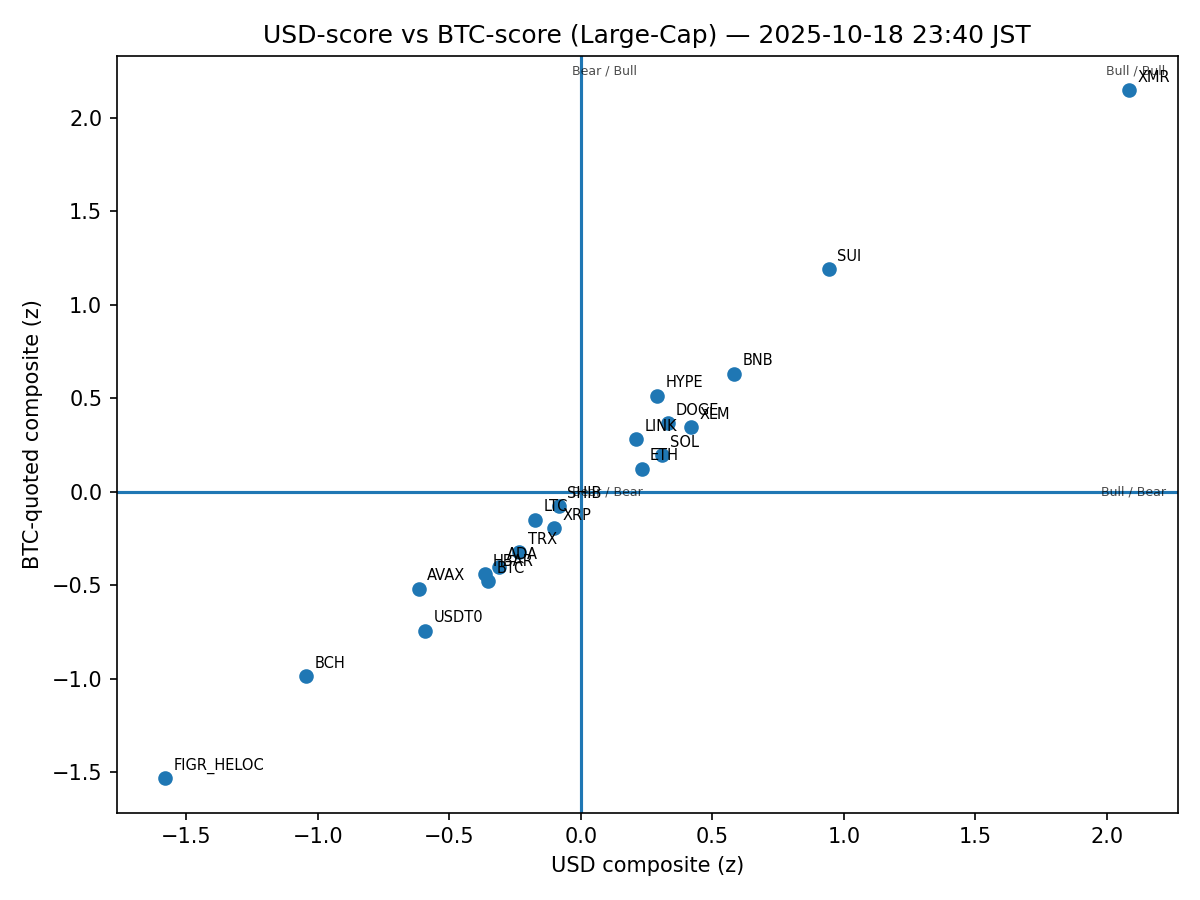 USD-score vs BTC-score (Large-Cap) — 2025-10-18 23:40 JST
Bear / Bull
Bull / Bull
XMR
2.0
1.5
SUI
1.0
BNB
HYPE
0.5
DOGE
XLM
LINK
SOL
ETH
0.0
SHIB
Bear / Bear
Bull / Bear
LTC
XRP
TRX
ADA
HBAR
BTC
AVAX
−0.5
USDT0
BCH
−1.0
FIGR_HELOC
−1.5
BTC-quoted composite (z)
−1.5
−1.0
−0.5
0.0
0.5
1.0
1.5
2.0
USD composite (z)